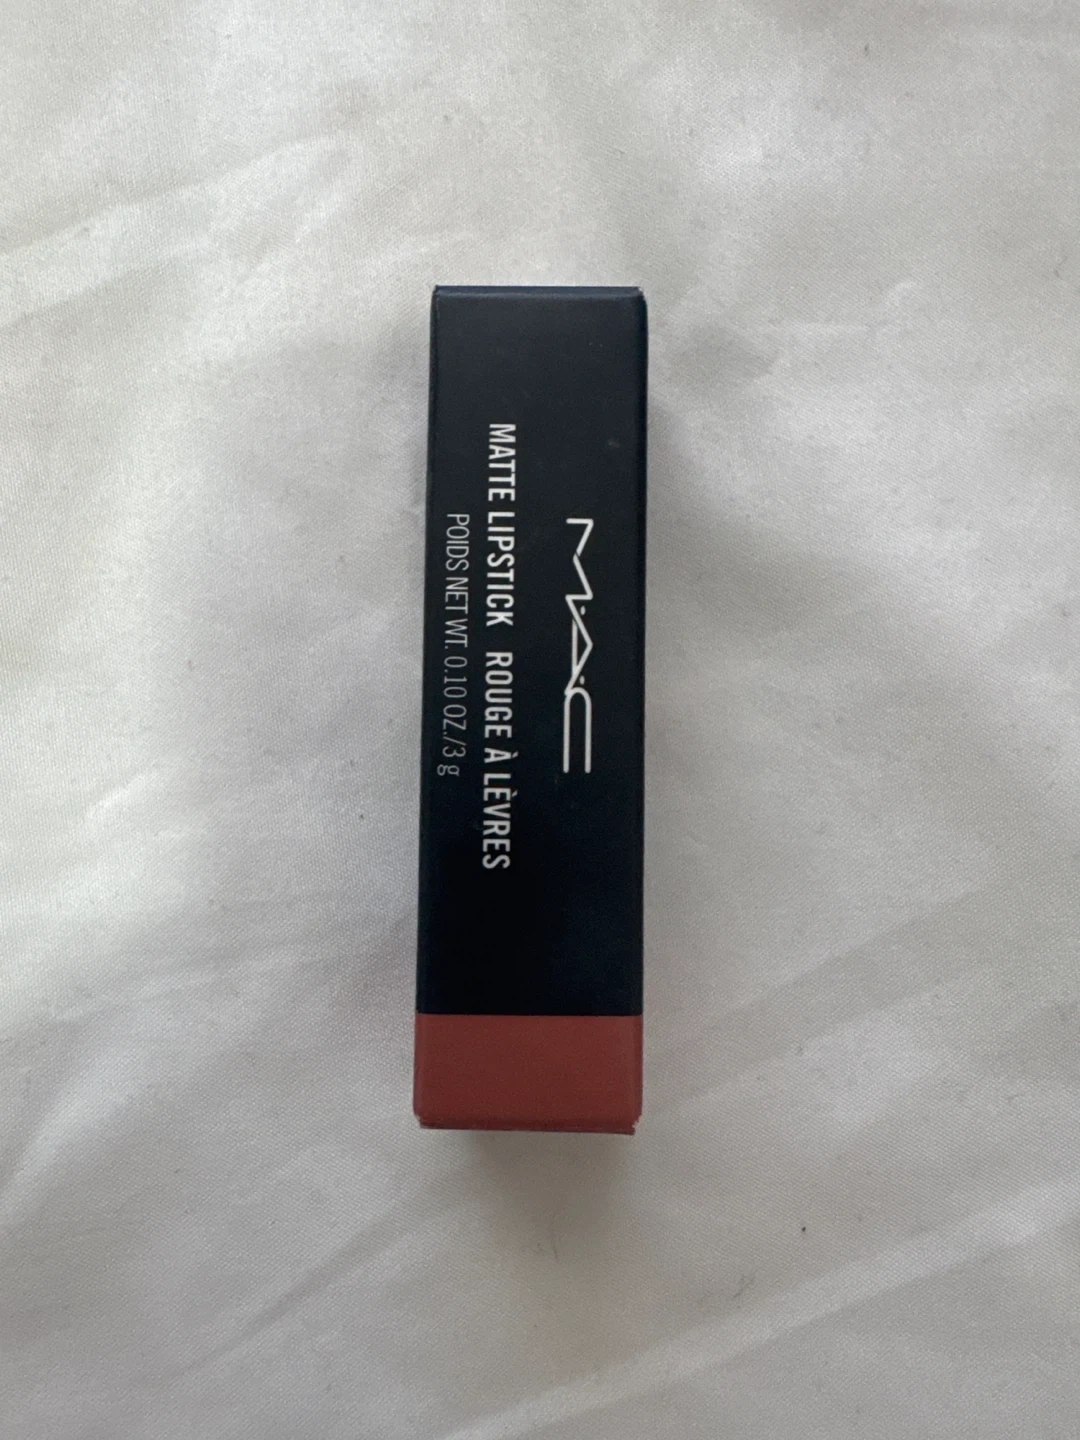 M·A·C
MATTE LIPSTICK ROUGE À LÈVRES
POIDS NET WT. 0.10 OZ./3 g